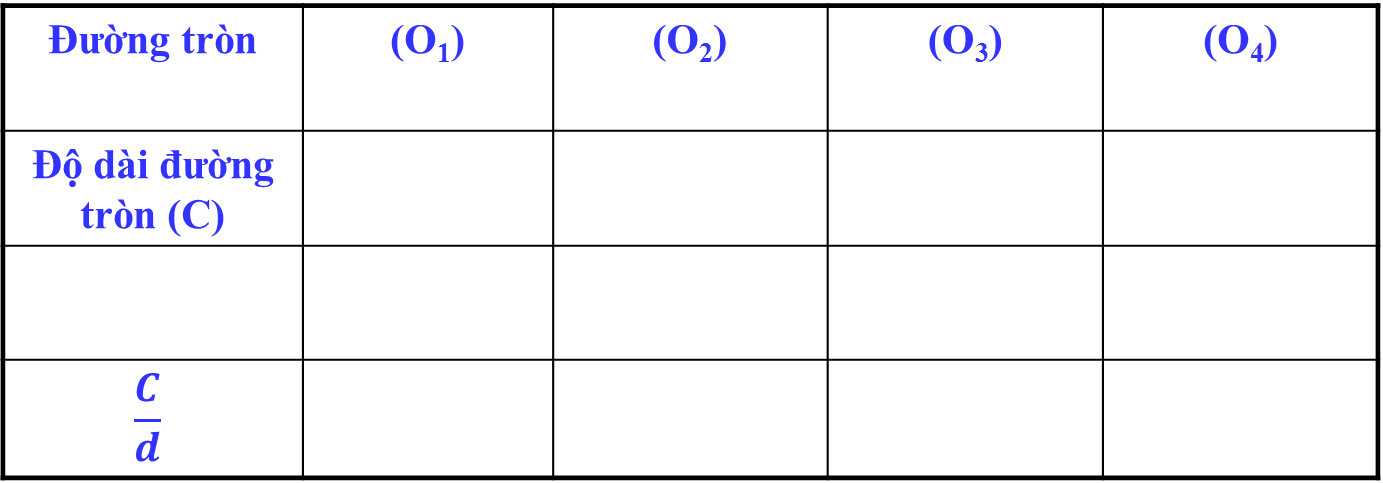 Đường tròn (O₁) (O₂) (O₃) (O₄)
Độ dài đường
tròn (C)
C
d